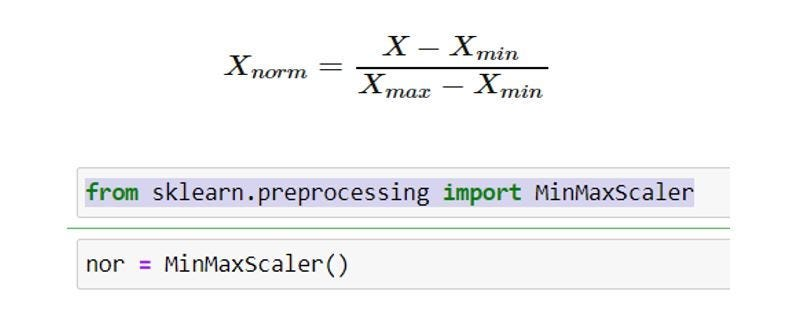 X_norm = (X − X_min) / (X_max − X_min)
from sklearn.preprocessing import MinMaxScaler
nor = MinMaxScaler()